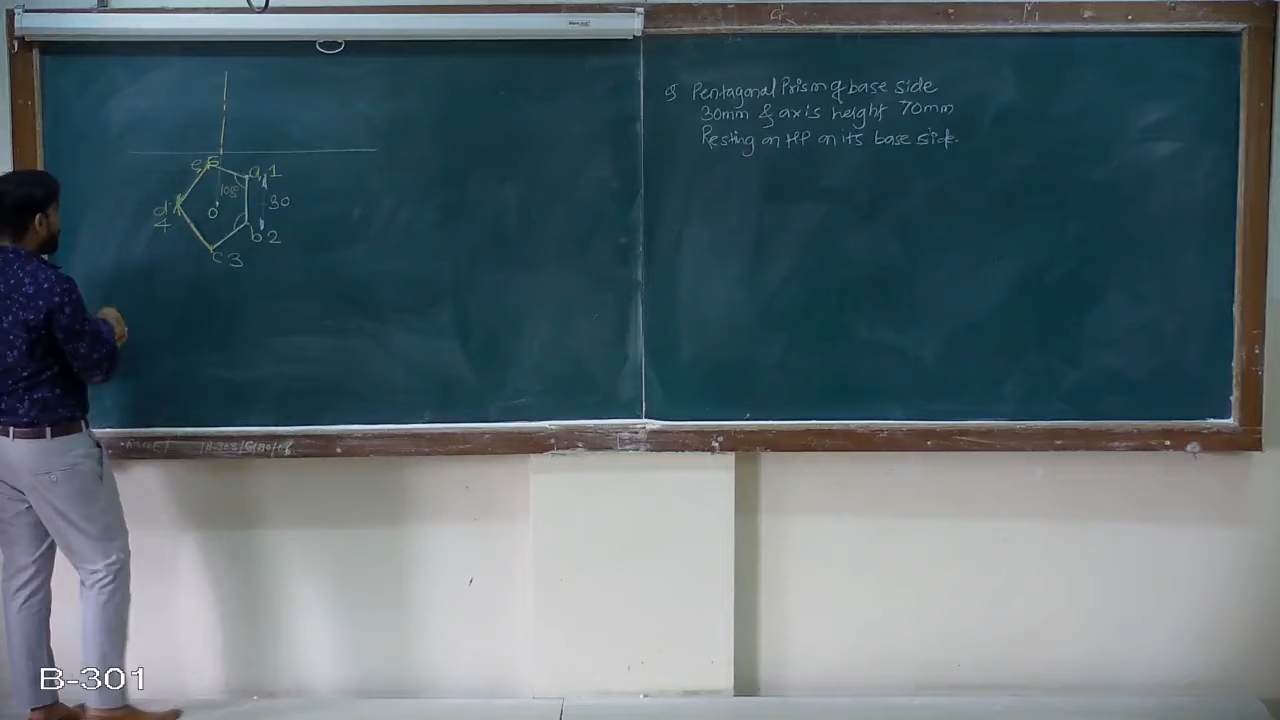 Pentagonal Prism of base side
30mm & axis height 70mm
Resting on HP on its base side.
e 5
a 1
108°
30
d
4
O
b 2
c 3
B-301